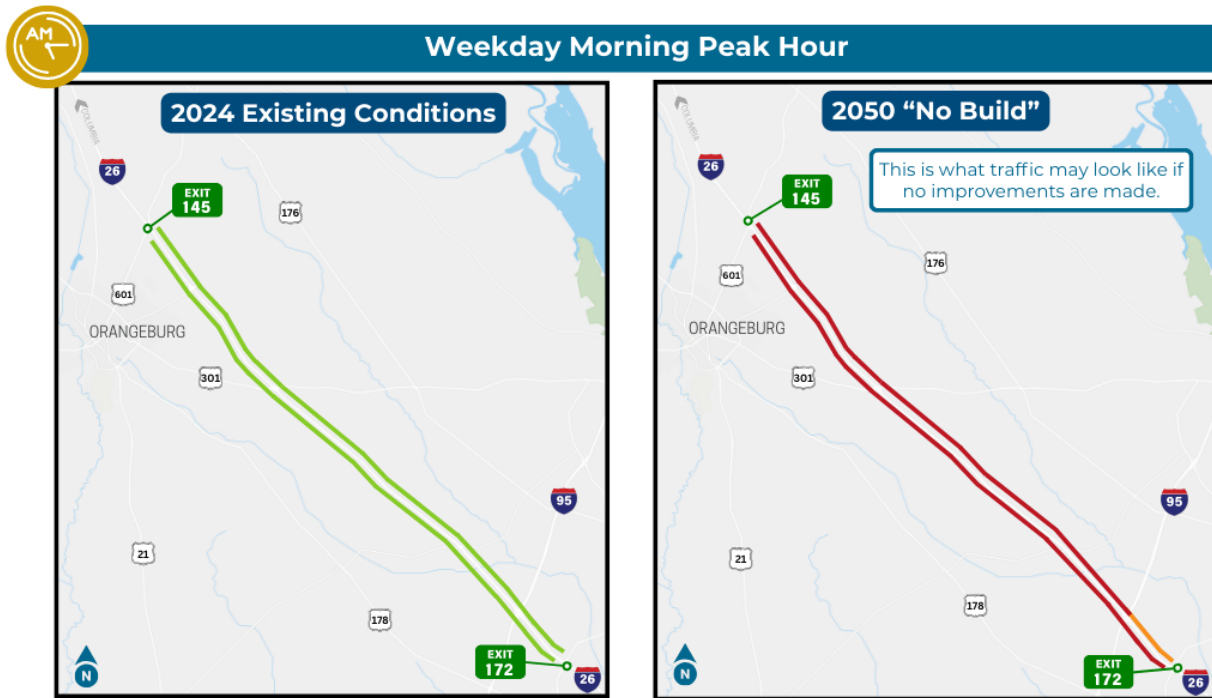 AM
Weekday Morning Peak Hour
2024 Existing Conditions
COLUMBIA
26
EXIT
145
176
601
ORANGEBURG
301
95
21
178
EXIT
172
26
N
2050 “No Build”
This is what traffic may look like if
no improvements are made.
COLUMBIA
26
EXIT
145
176
601
ORANGEBURG
301
95
21
178
EXIT
172
26
N